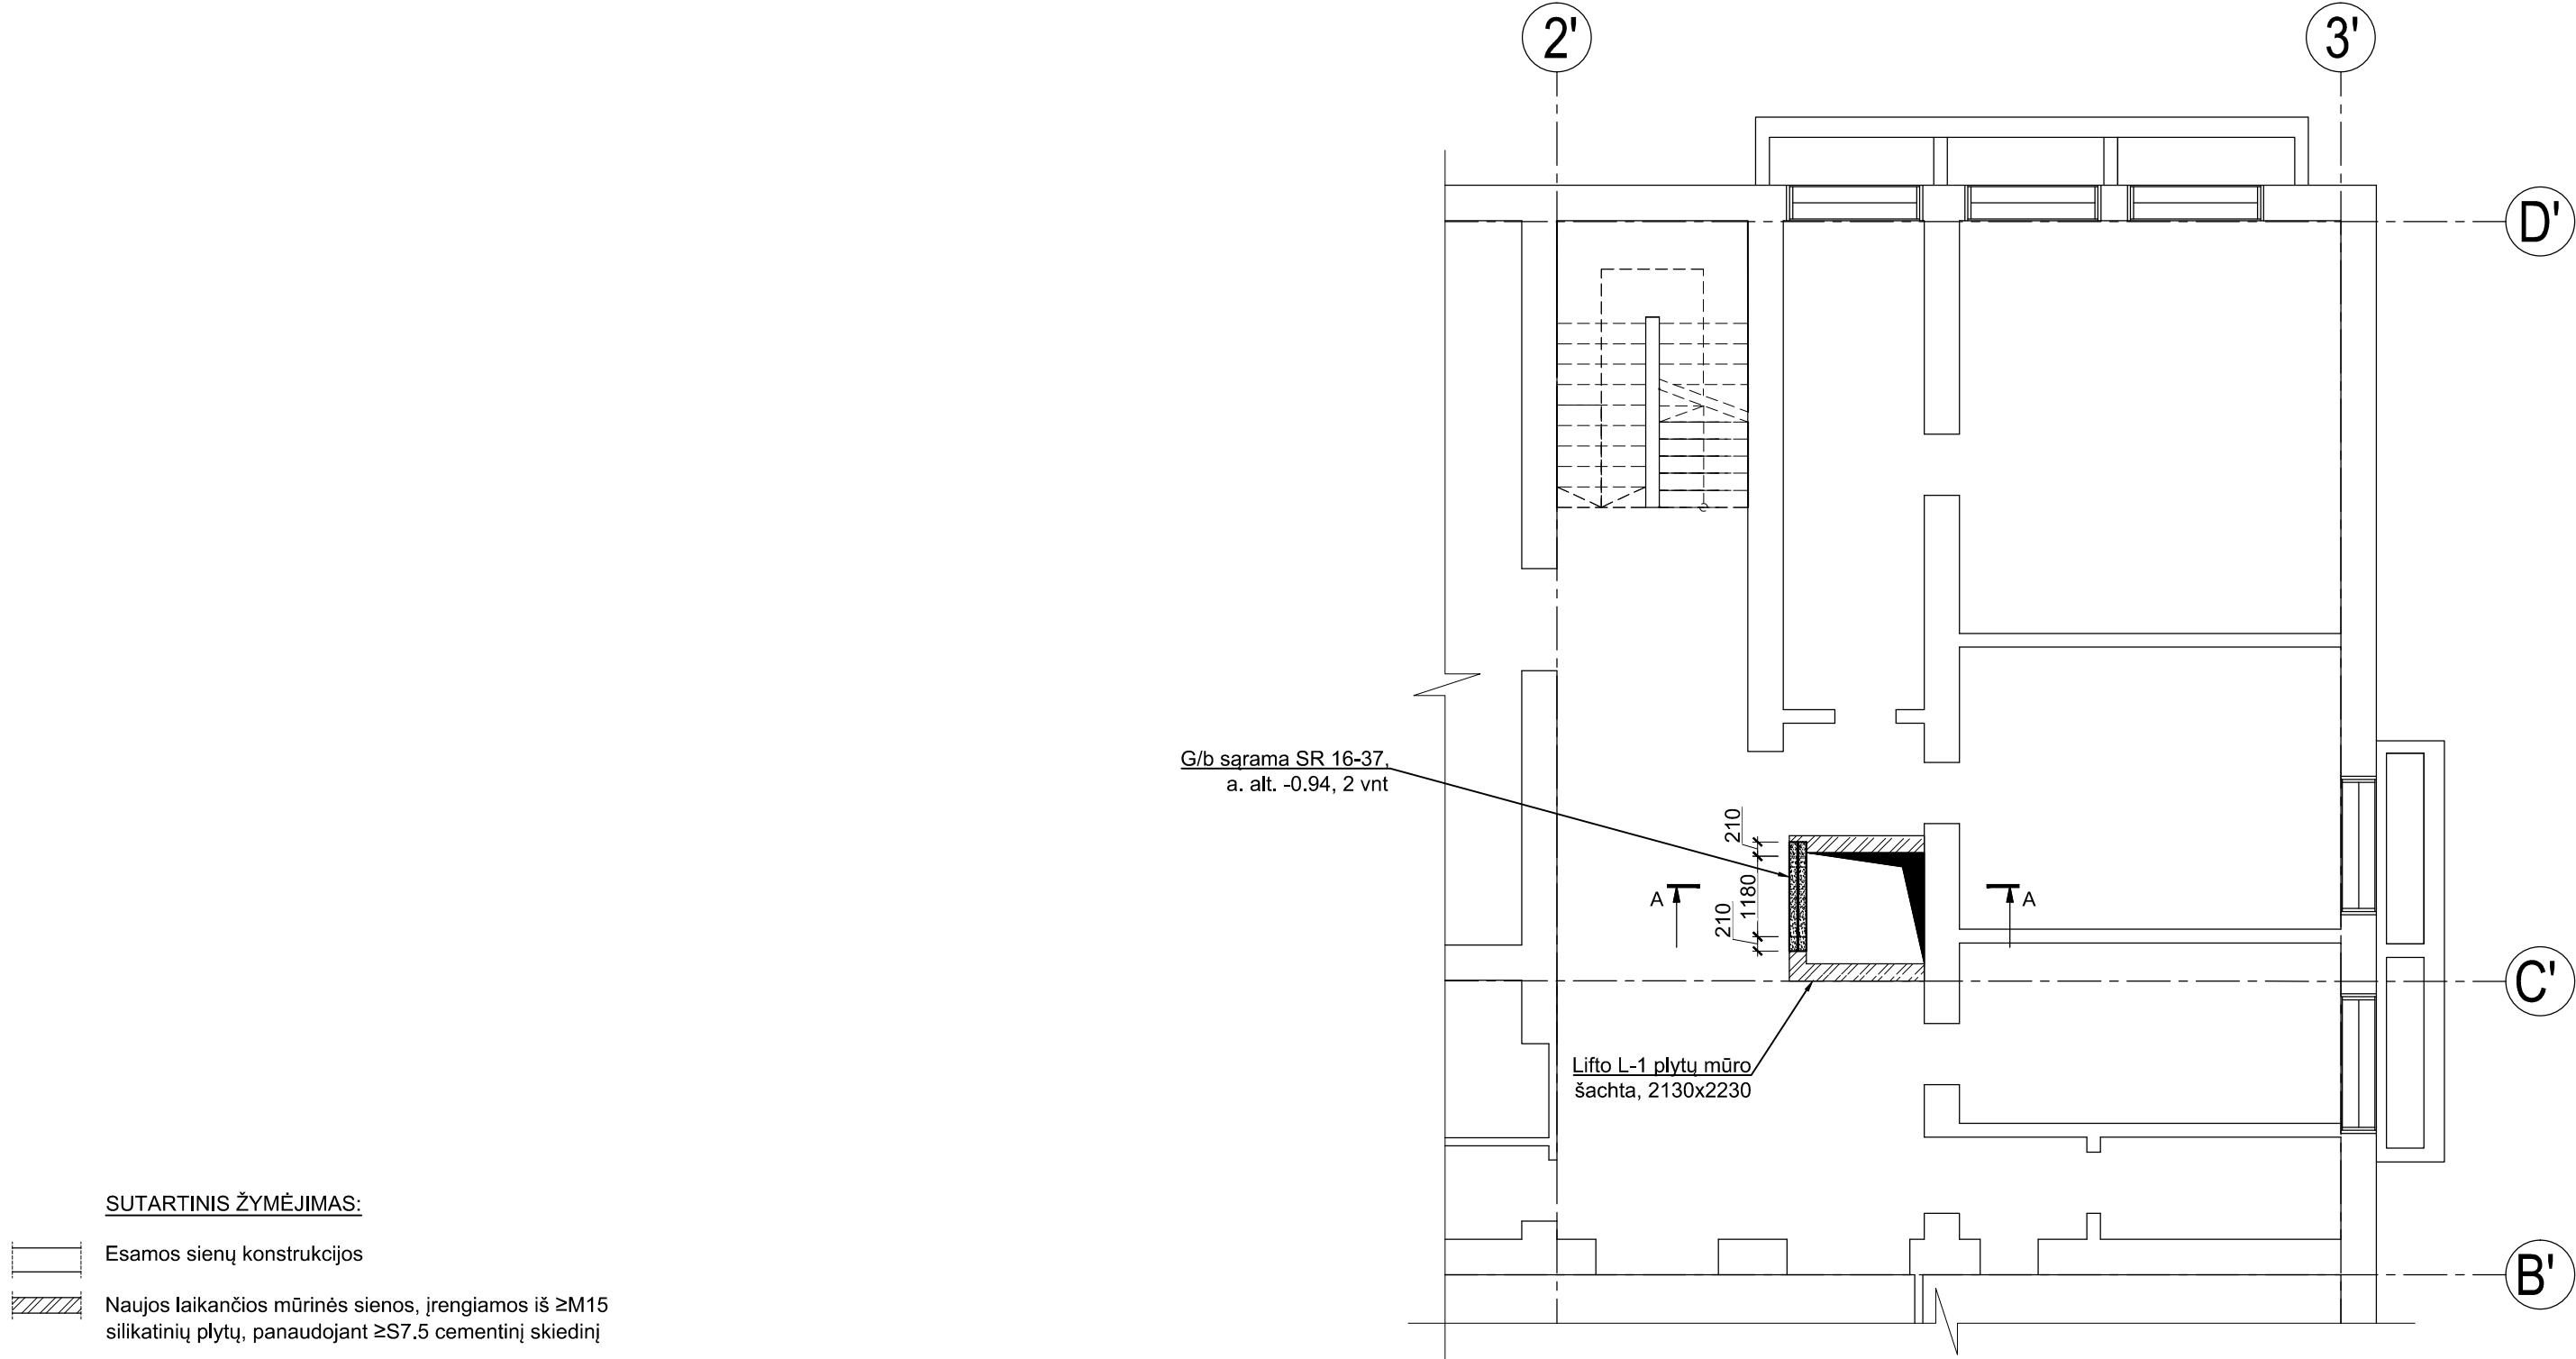 2'
3'
D'
G/b sąrama SR 16-37,
a. alt. -0.94, 2 vnt
210
1180
210
A
A
C'
Lifto L-1 plytų mūro
šachta, 2130x2230
SUTARTINIS ŽYMĖJIMAS:
Esamos sienų konstrukcijos
B'
Naujos laikančios mūrinės sienos, įrengiamos iš ≥M15
silikatinių plytų, panaudojant ≥S7.5 cementinį skiedinį